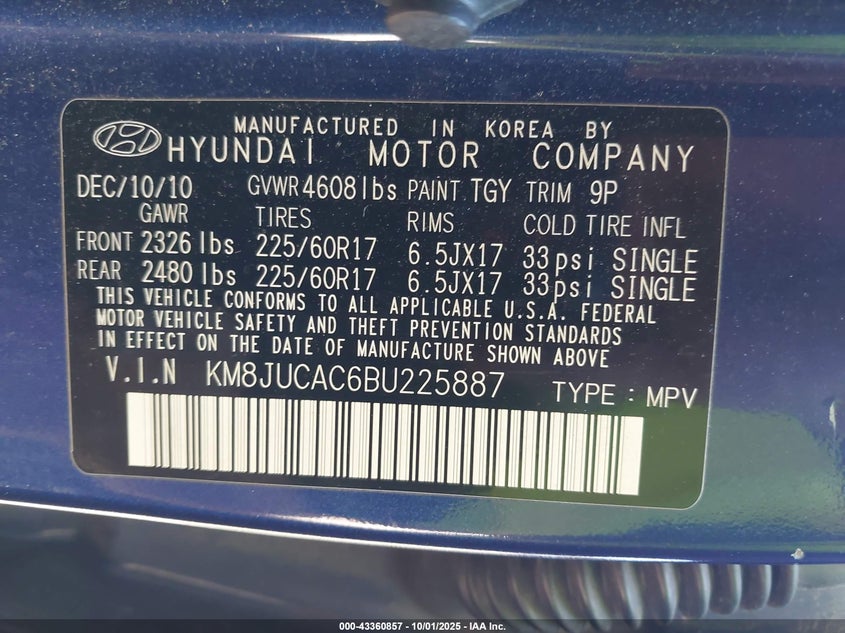 MANUFACTURED IN KOREA BY
HYUNDAI MOTOR COMPANY
DEC/10/10 GVWR 4608 lbs PAINT TGY TRIM 9P
GAWR TIRES RIMS COLD TIRE INFL
FRONT 2326 lbs 225/60R17 6.5JX17 33psi SINGLE
REAR 2480 lbs 225/60R17 6.5JX17 33psi SINGLE
THIS VEHICLE CONFORMS TO ALL APPLICABLE U.S.A. FEDERAL
MOTOR VEHICLE SAFETY AND THEFT PREVENTION STANDARDS
IN EFFECT ON THE DATE OF MANUFACTURE SHOWN ABOVE
V.I.N KM8JUCAC6BU225887 TYPE : MPV
000-43360857 - 10/01/2025 - IAA Inc.